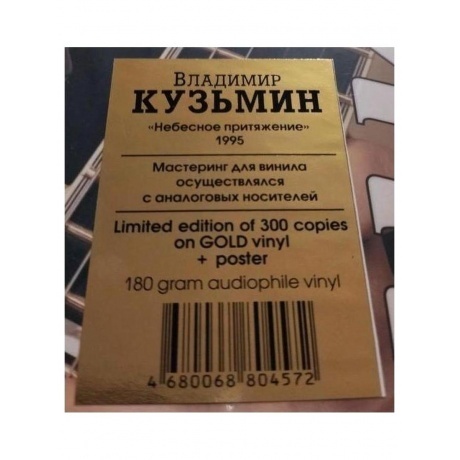 Владимир
КУЗЬМИН
"Небесное притяжение"
1995
Мастеринг для винила
осуществлялся
с аналоговых носителей
Limited edition of 300 copies
on GOLD vinyl
+ poster
180 gram audiophile vinyl
4 680068 804572